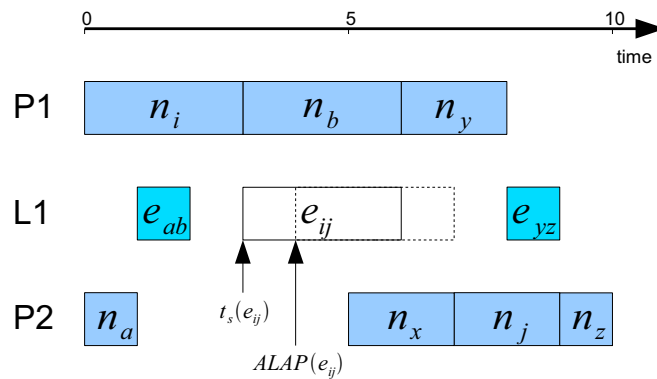 0 5 10
time
P1 n_i n_b n_y
L1 e_ab e_ij e_yz
t_s(e_ij)
P2 n_a n_x n_j n_z
ALAP(e_ij)